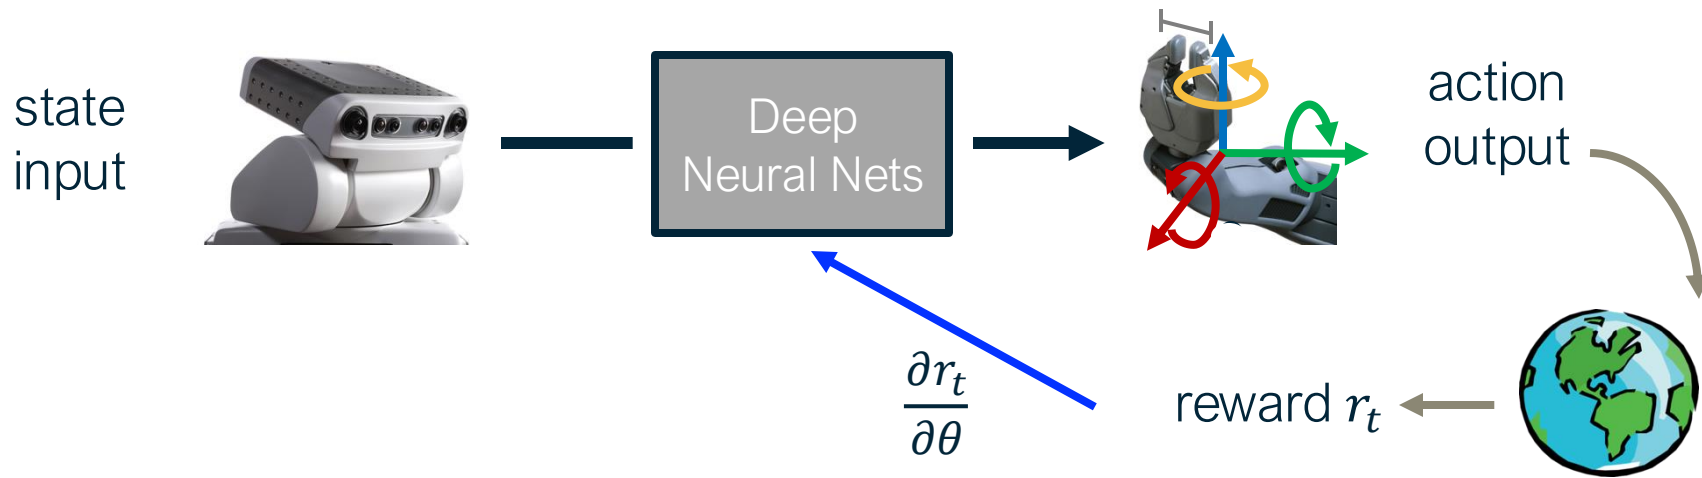 state
input
Deep
Neural Nets
action
output
∂r_t
∂θ
reward r_t